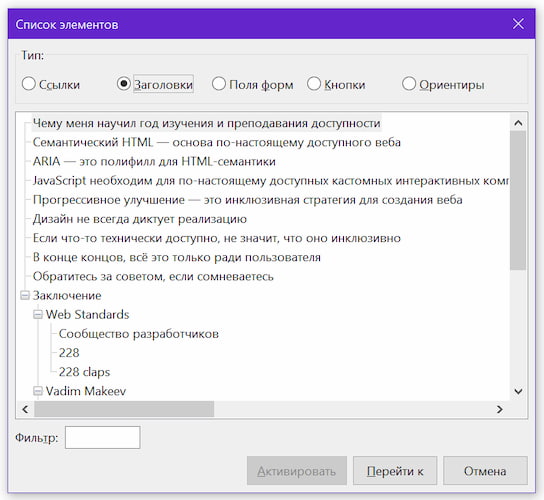 Список элементов
Тип:
Ссылки Заголовки Поля форм Кнопки Ориентиры
Чему меня научил год изучения и преподавания доступности
Семантический HTML — основа по-настоящему доступного веба
ARIA — это полифилл для HTML-семантики
JavaScript необходим для по-настоящему доступных кастомных интерактивных
Прогрессивное улучшение — это инклюзивная стратегия для создания веба
Дизайн не всегда диктует реализацию
Если что-то технически доступно, не значит, что оно инклюзивно
В конце концов, всё это только ради пользователя
Обратитесь за советом, если сомневаетесь
Заключение
Web Standards
Сообщество разработчиков
228
228 claps
Vadim Makeev
Фильтр:
Активировать Перейти к Отмена